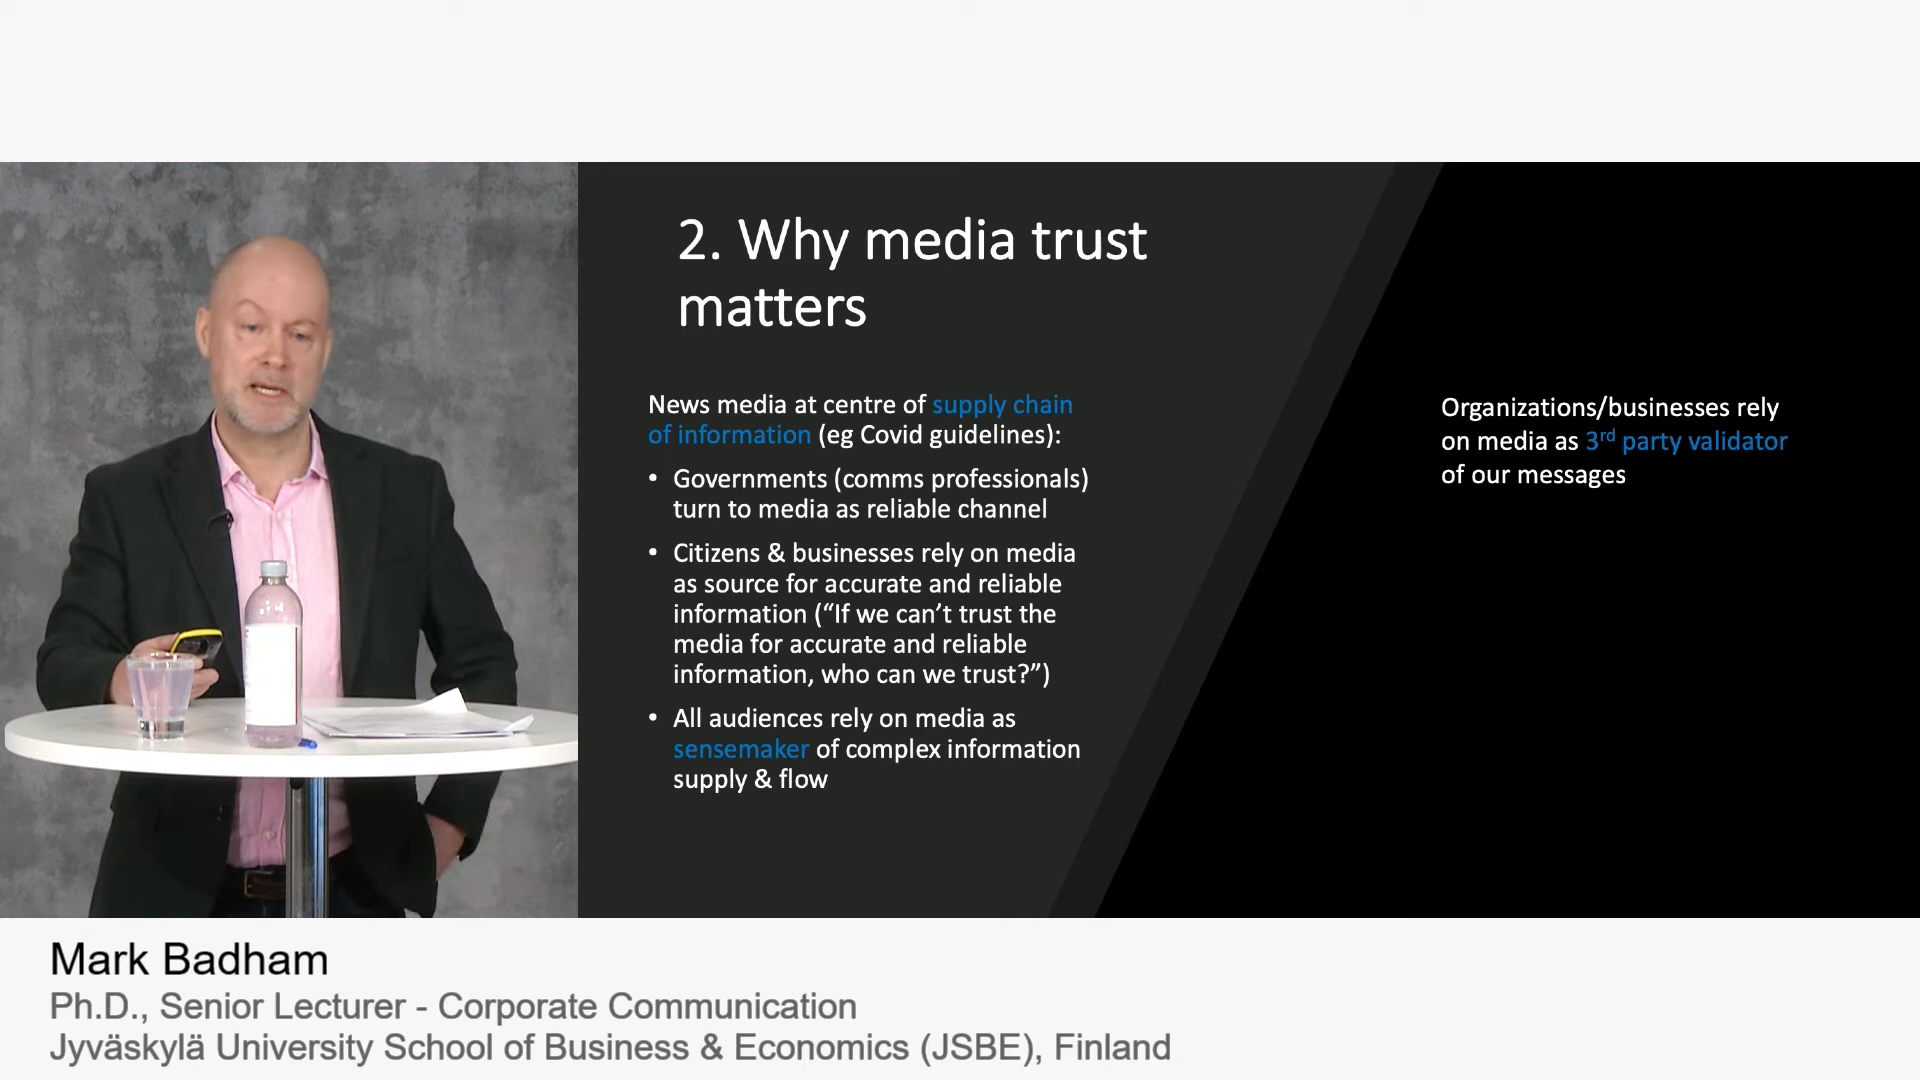 2. Why media trust
matters
News media at centre of supply chain
of information (eg Covid guidelines):
• Governments (comms professionals)
turn to media as reliable channel
• Citizens & businesses rely on media
as source for accurate and reliable
information (“If we can’t trust the
media for accurate and reliable
information, who can we trust?”)
• All audiences rely on media as
sensemaker of complex information
supply & flow
Organizations/businesses rely
on media as 3rd party validator
of our messages
Mark Badham
Ph.D., Senior Lecturer - Corporate Communication
Jyväskylä University School of Business & Economics (JSBE), Finland